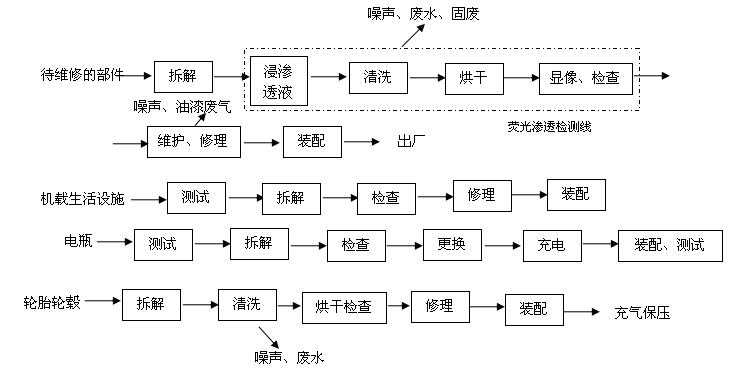 噪声、废水、固废
待维修的部件
拆解
浸渗
透液
清洗
烘干
显像、检查
荧光渗透检测线
噪声、油漆废气
维护、修理
装配
出厂
机载生活设施
测试
拆解
检查
修理
装配
电瓶
测试
拆解
检查
更换
充电
装配、测试
轮胎轮毂
拆解
清洗
烘干检查
修理
装配
充气保压
噪声、废水